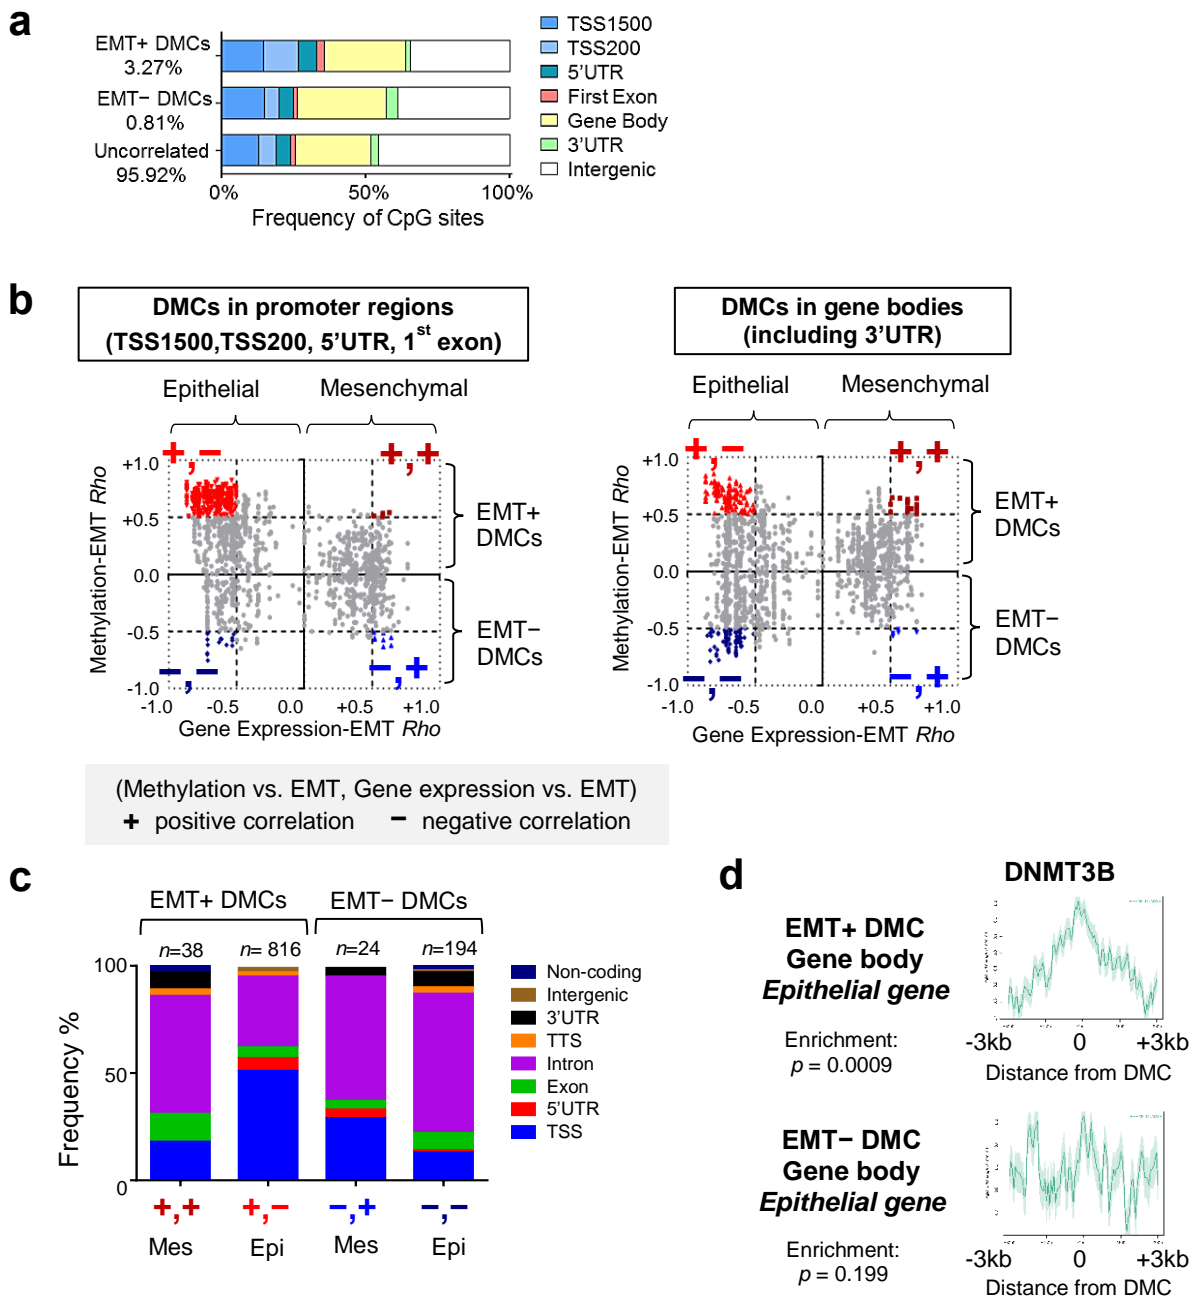 a
EMT+ DMCs
3.27%
EMT− DMCs
0.81%
Uncorrelated
95.92%
0%
50%
100%
Frequency of CpG sites
TSS1500
TSS200
5'UTR
First Exon
Gene Body
3'UTR
Intergenic
b
DMCs in promoter regions
(TSS1500,TSS200, 5'UTR, 1st exon)
Epithelial
Mesenchymal
+,−
+,+
+1.0
+0.5
0.0
-0.5
-1.0
Methylation-EMT Rho
EMT+
DMCs
EMT−
DMCs
−,−
−,+
-1.0
-0.5
0.0
+0.5
+1.0
Gene Expression-EMT Rho
DMCs in gene bodies
(including 3'UTR)
Epithelial
Mesenchymal
+,−
+,+
+1.0
+0.5
0.0
-0.5
-1.0
Methylation-EMT Rho
EMT+
DMCs
EMT−
DMCs
−,−
−,+
-1.0
-0.5
0.0
+0.5
+1.0
Gene Expression-EMT Rho
(Methylation vs. EMT, Gene expression vs. EMT)
+ positive correlation − negative correlation
c
EMT+ DMCs
EMT− DMCs
n=38
n= 816
n=24
n=194
100
50
0
Frequency %
+,+
+,−
−,+
−,−
Mes
Epi
Mes
Epi
Non-coding
Intergenic
3'UTR
TTS
Intron
Exon
5'UTR
TSS
d
DNMT3B
EMT+ DMC
Gene body
Epithelial gene
Enrichment:
p = 0.0009
-3kb
0
+3kb
Distance from DMC
EMT− DMC
Gene body
Epithelial gene
Enrichment:
p = 0.199
-3kb
0
+3kb
Distance from DMC